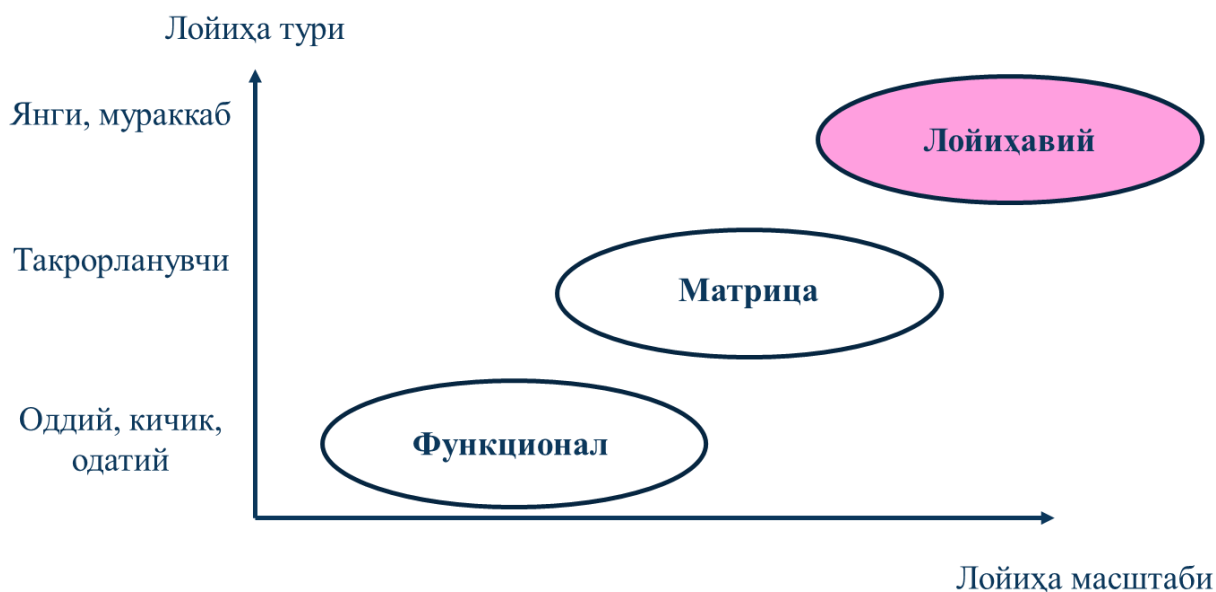 Лойиҳа тури
Янги, мураккаб
Лойиҳавий
Такрорланувчи
Матрица
Оддий, кичик,
одатий
Функционал
Лойиҳа масштаби